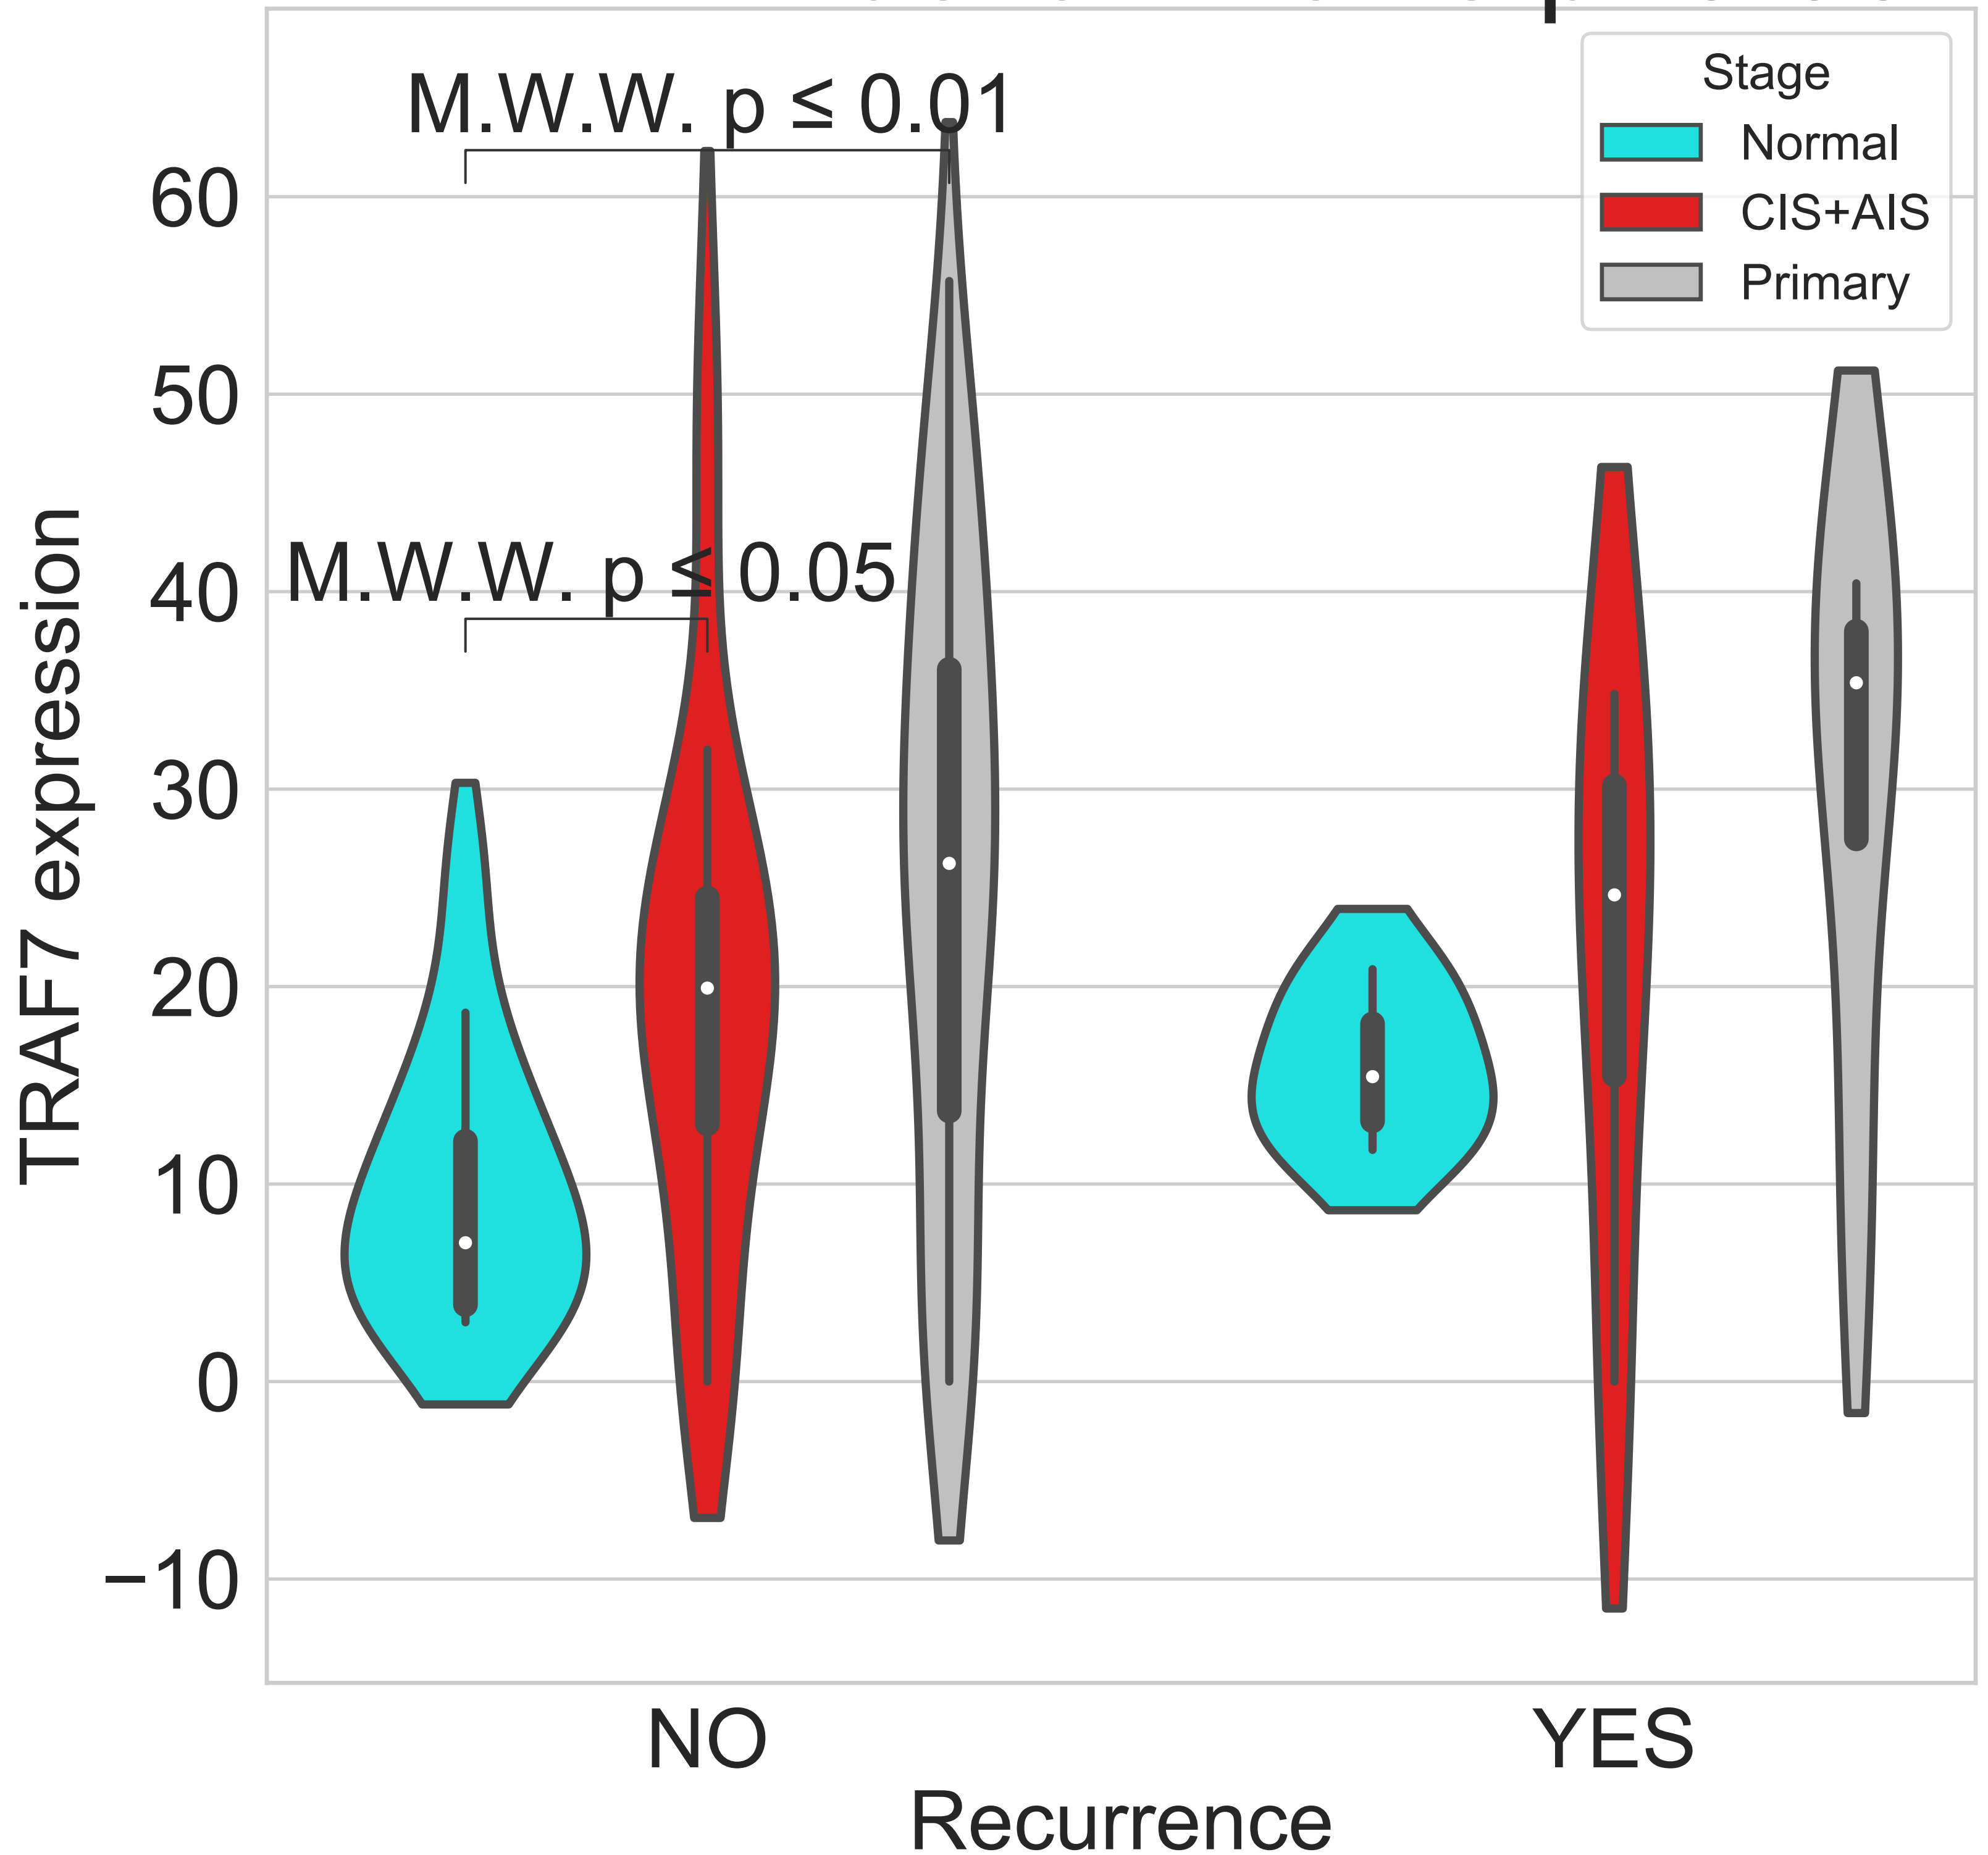 M.W.W. p ≤ 0.01
M.W.W. p ≤ 0.05
Stage
Normal
CIS+AIS
Primary
TRAF7 expression
60
50
40
30
20
10
0
−10
NO
YES
Recurrence